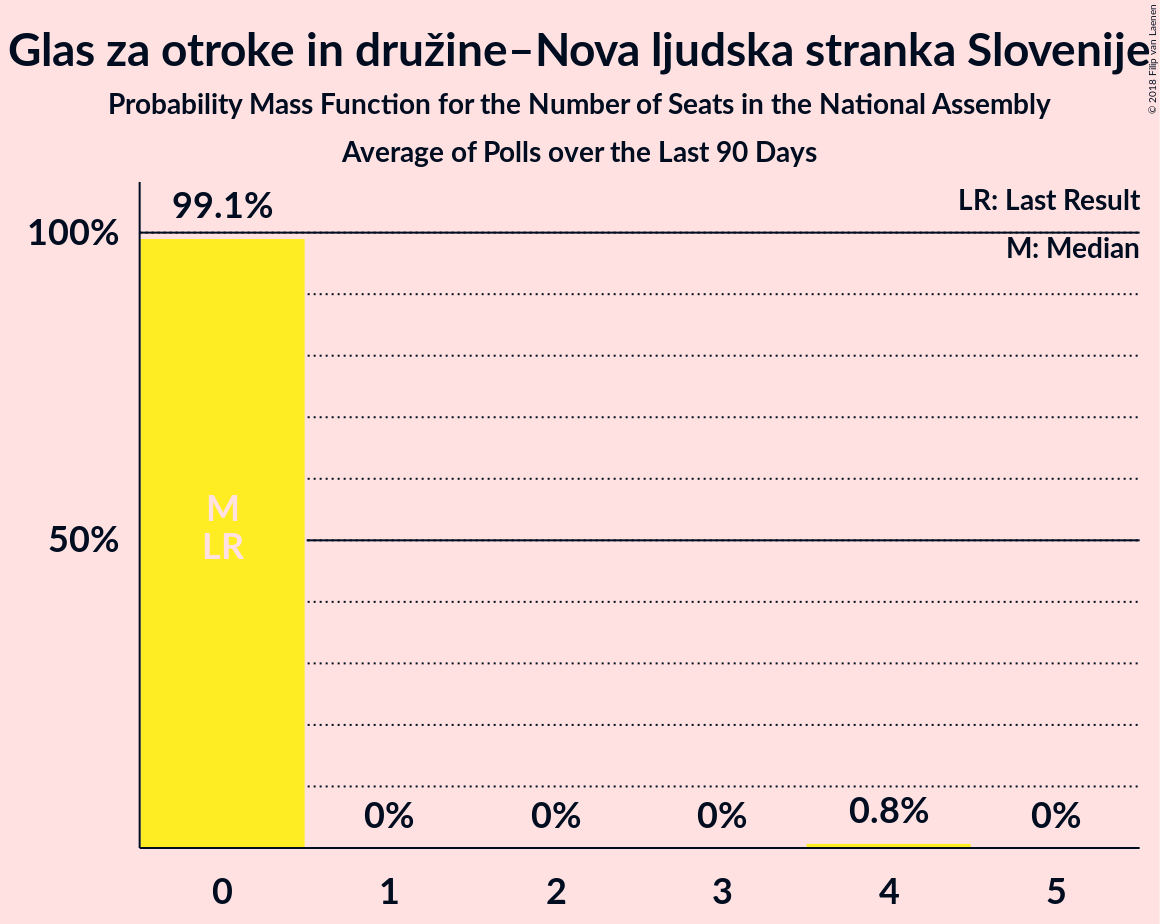 Glas za otroke in družine–Nova ljudska stranka Slovenije
Probability Mass Function for the Number of Seats in the National Assembly
Average of Polls over the Last 90 Days
© 2018 Filip van Laenen
LR: Last Result
M: Median
99.1%
100%
M
LR
50%
0%
0%
0%
0.8%
0%
0
1
2
3
4
5